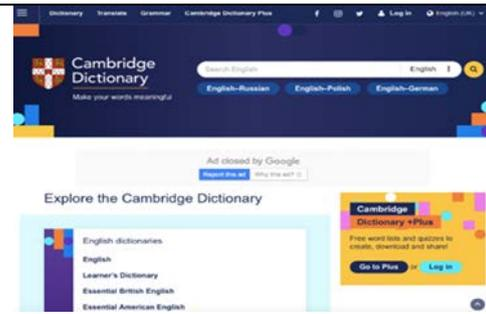 Dictionary Translate Grammar Cambridge Dictionary Plus f Log in English (UK)
Cambridge
Dictionary
Make your words meaningful
Search English English
English–Russian English–Polish English–German
Ad closed by Google
Report this ad Why this ad?
Explore the Cambridge Dictionary
English dictionaries
English
Learner's Dictionary
Essential British English
Essential American English
Cambridge
Dictionary +Plus
Free word lists and quizzes to
create, download and share!
Go to Plus or Log in